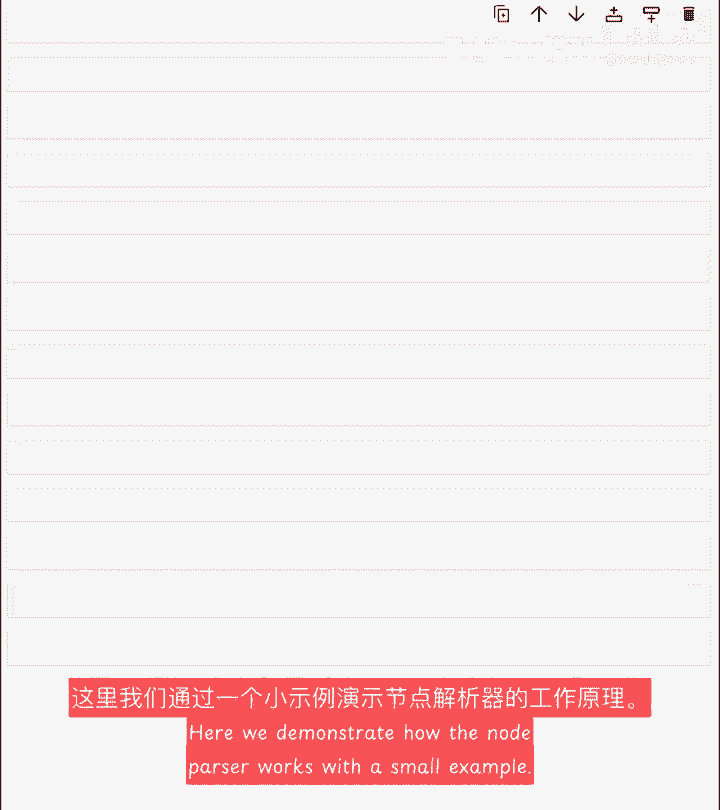 这里我们通过一个小示例演示节点解析器的工作原理。
Here we demonstrate how the node
parser works with a small example.